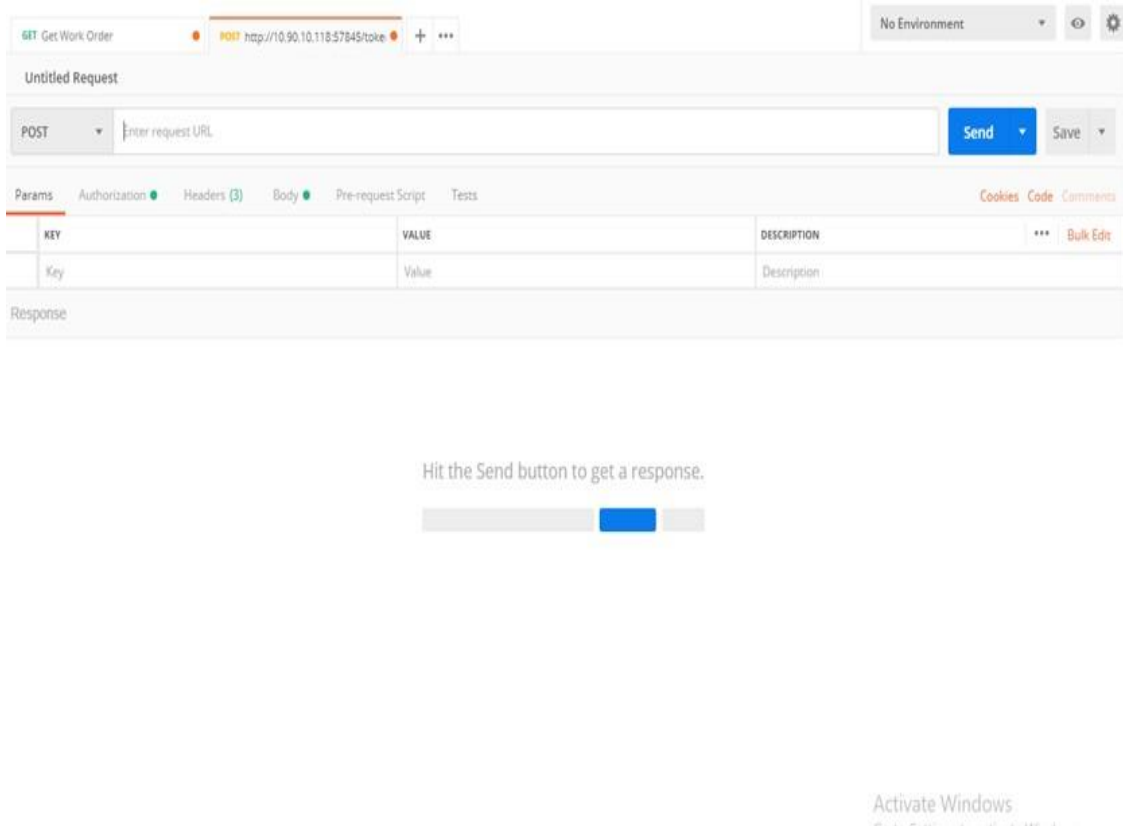 GET Get Work Order
POST http://10.90.10.118:57845/toke
+ •••
No Environment
Untitled Request
POST
Enter request URL
Send
Save
Params Authorization Headers (3) Body Pre-request Script Tests
Cookies Code Comments
KEY VALUE DESCRIPTION ••• Bulk Edit
Key Value Description
Response
Hit the Send button to get a response.
Activate Windows